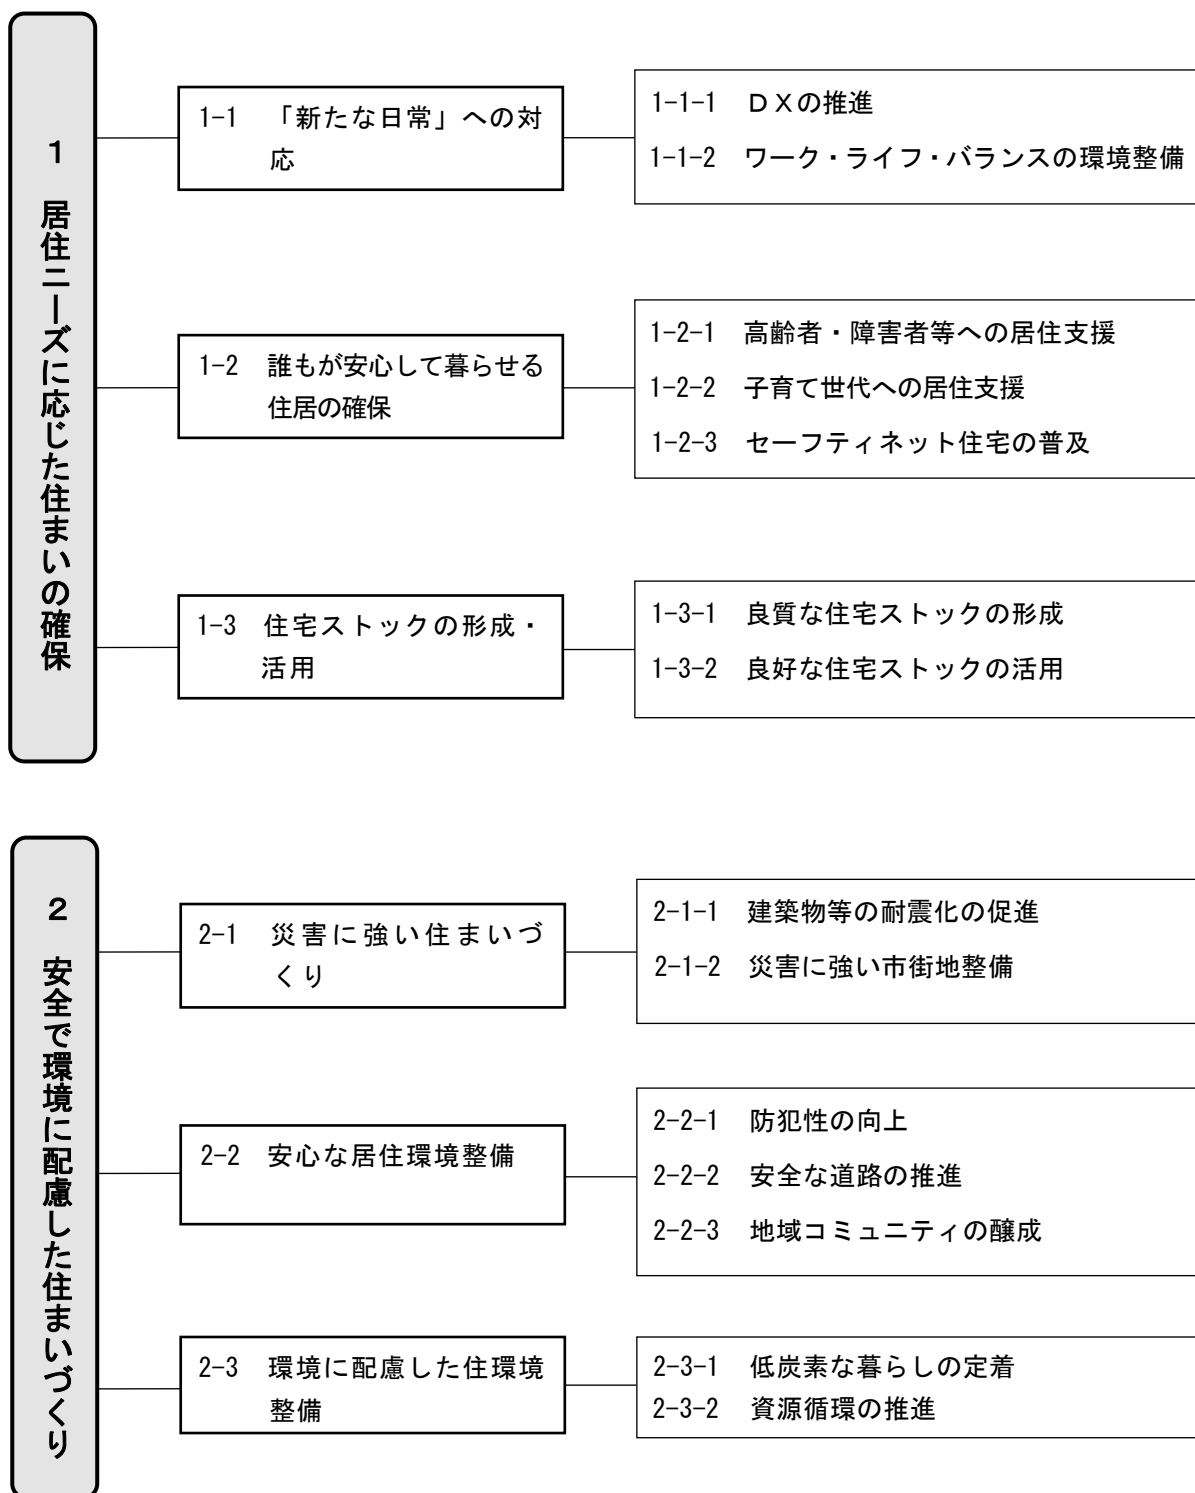 1 居住ニーズに応じた住まいの確保
1-1 「新たな日常」への対
応
1-1-1 ＤＸの推進
1-1-2 ワーク・ライフ・バランスの環境整備
1-2 誰もが安心して暮らせる
住居の確保
1-2-1 高齢者・障害者等への居住支援
1-2-2 子育て世代への居住支援
1-2-3 セーフティネット住宅の普及
1-3 住宅ストックの形成・
活用
1-3-1 良質な住宅ストックの形成
1-3-2 良好な住宅ストックの活用
2 安全で環境に配慮した住まいづくり
2-1 災害に強い住まいづ
くり
2-1-1 建築物等の耐震化の促進
2-1-2 災害に強い市街地整備
2-2 安心な居住環境整備
2-2-1 防犯性の向上
2-2-2 安全な道路の推進
2-2-3 地域コミュニティの醸成
2-3 環境に配慮した住環境
整備
2-3-1 低炭素な暮らしの定着
2-3-2 資源循環の推進